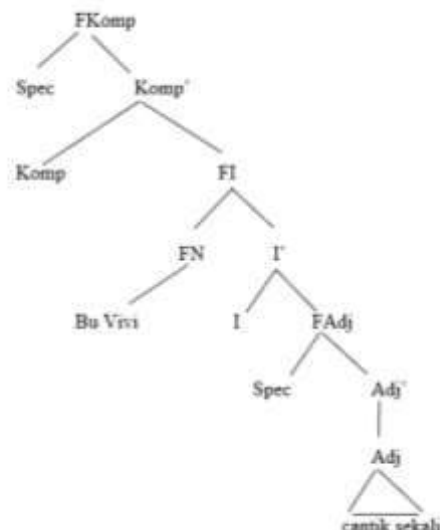 FKomp
Spec Komp´
Komp FI
FN I´
Bu Vivi I FAdj
Spec Adj´
Adj
cantik sekali